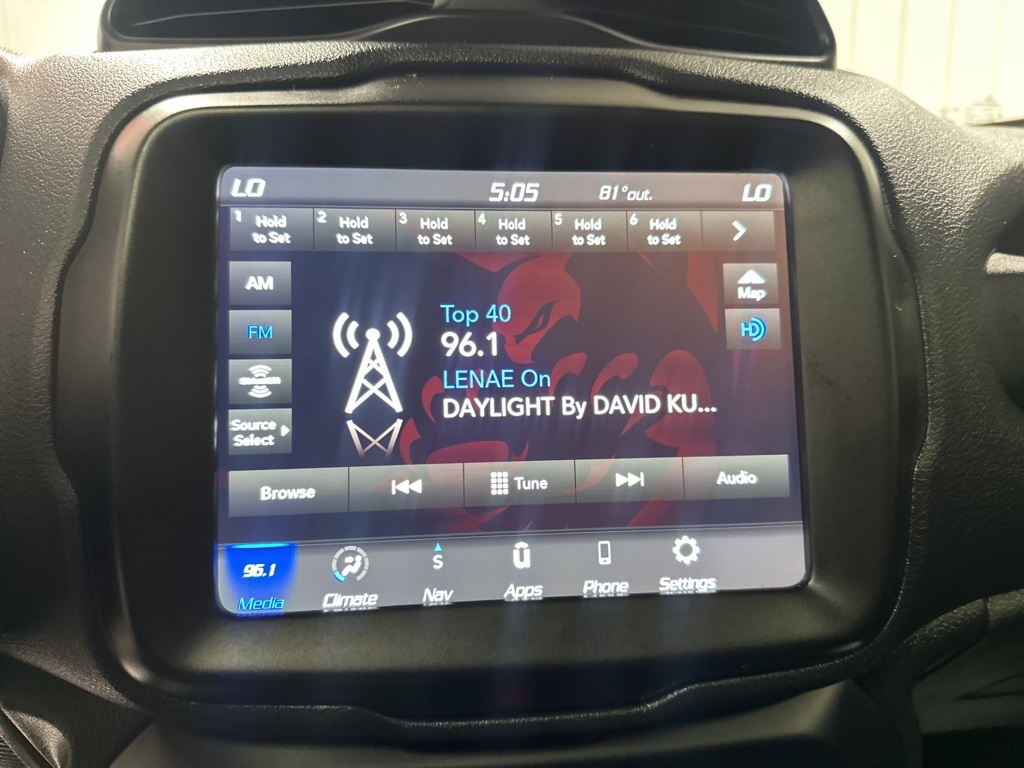 LO 5:05 81°out. LO
1 Hold to Set
2 Hold to Set
3 Hold to Set
4 Hold to Set
5 Hold to Set
6 Hold to Set
AM
Map
FM
HD
Top 40
96.1
LENAE On
DAYLIGHT By DAVID KU...
Source
Select
Browse
Tune
Audio
96.1
S
Media
Climate
Nav
Apps
Phone
Settings